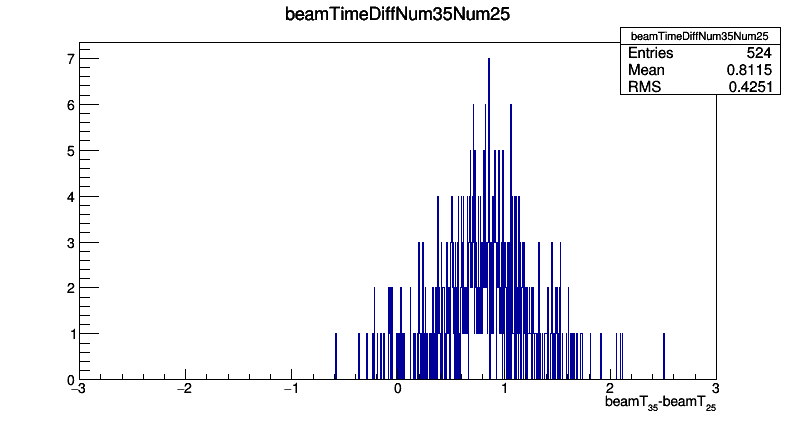 beamTimeDiffNum35Num25
beamTimeDiffNum35Num25
Entries 524
Mean 0.8115
RMS 0.4251
7
6
5
4
3
2
1
0
−3 −2 −1 0 1 2 3
beamT35-beamT25